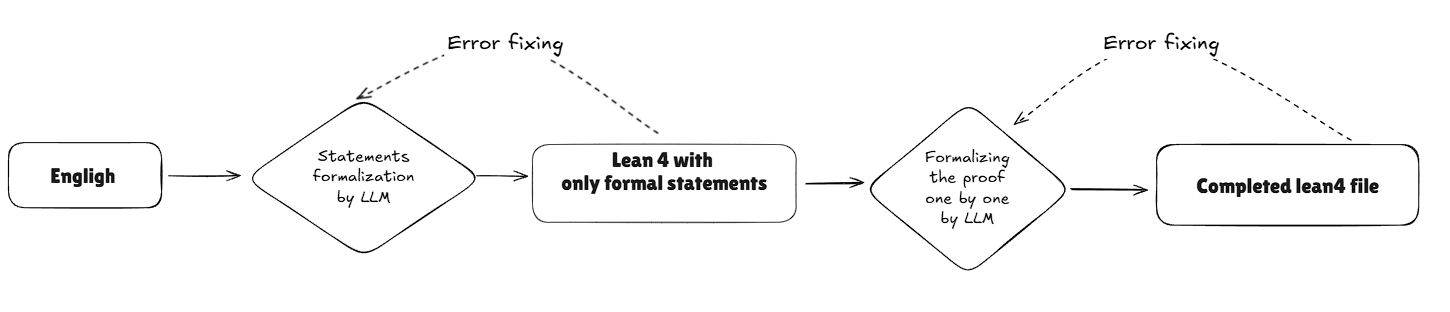 Error fixing
Error fixing
Engligh
Statements
formalization
by LLM
Lean 4 with
only formal statements
Formalizing
the proof
one by one
by LLM
Completed lean4 file